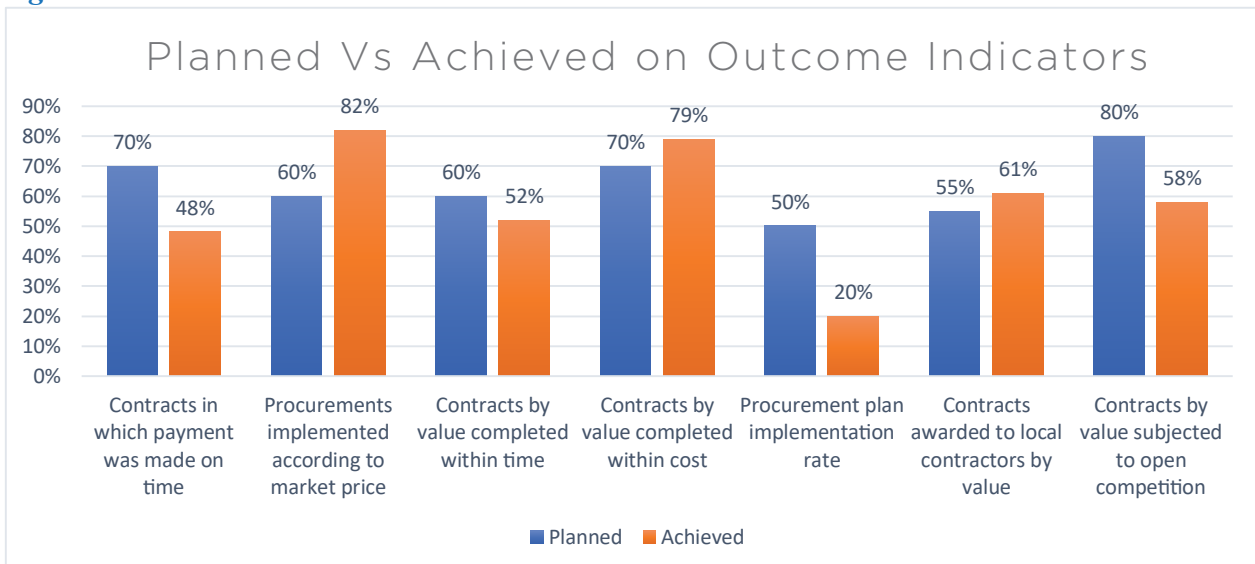 Planned Vs Achieved on Outcome Indicators
90%
80%
70%
60%
50%
40%
30%
20%
10%
0%
70%
48%
60%
82%
60%
52%
70%
79%
50%
20%
55%
61%
80%
58%
Contracts in
which payment
was made on
time
Procurements
implemented
according to
market price
Contracts by
value completed
within time
Contracts by
value completed
within cost
Procurement plan
implementation
rate
Contracts
awarded to local
contractors by
value
Contracts by
value subjected
to open
competition
Planned
Achieved